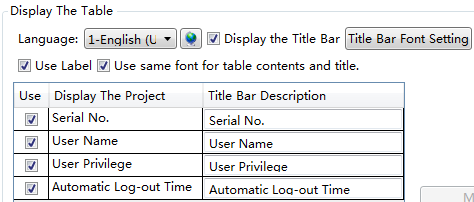 Display The Table
Language: 1-English (U Display the Title Bar Title Bar Font Setting
Use Label Use same font for table contents and title.
Use Display The Project Title Bar Description
Serial No. Serial No.
User Name User Name
User Privilege User Privilege
Automatic Log-out Time Automatic Log-out Time
M